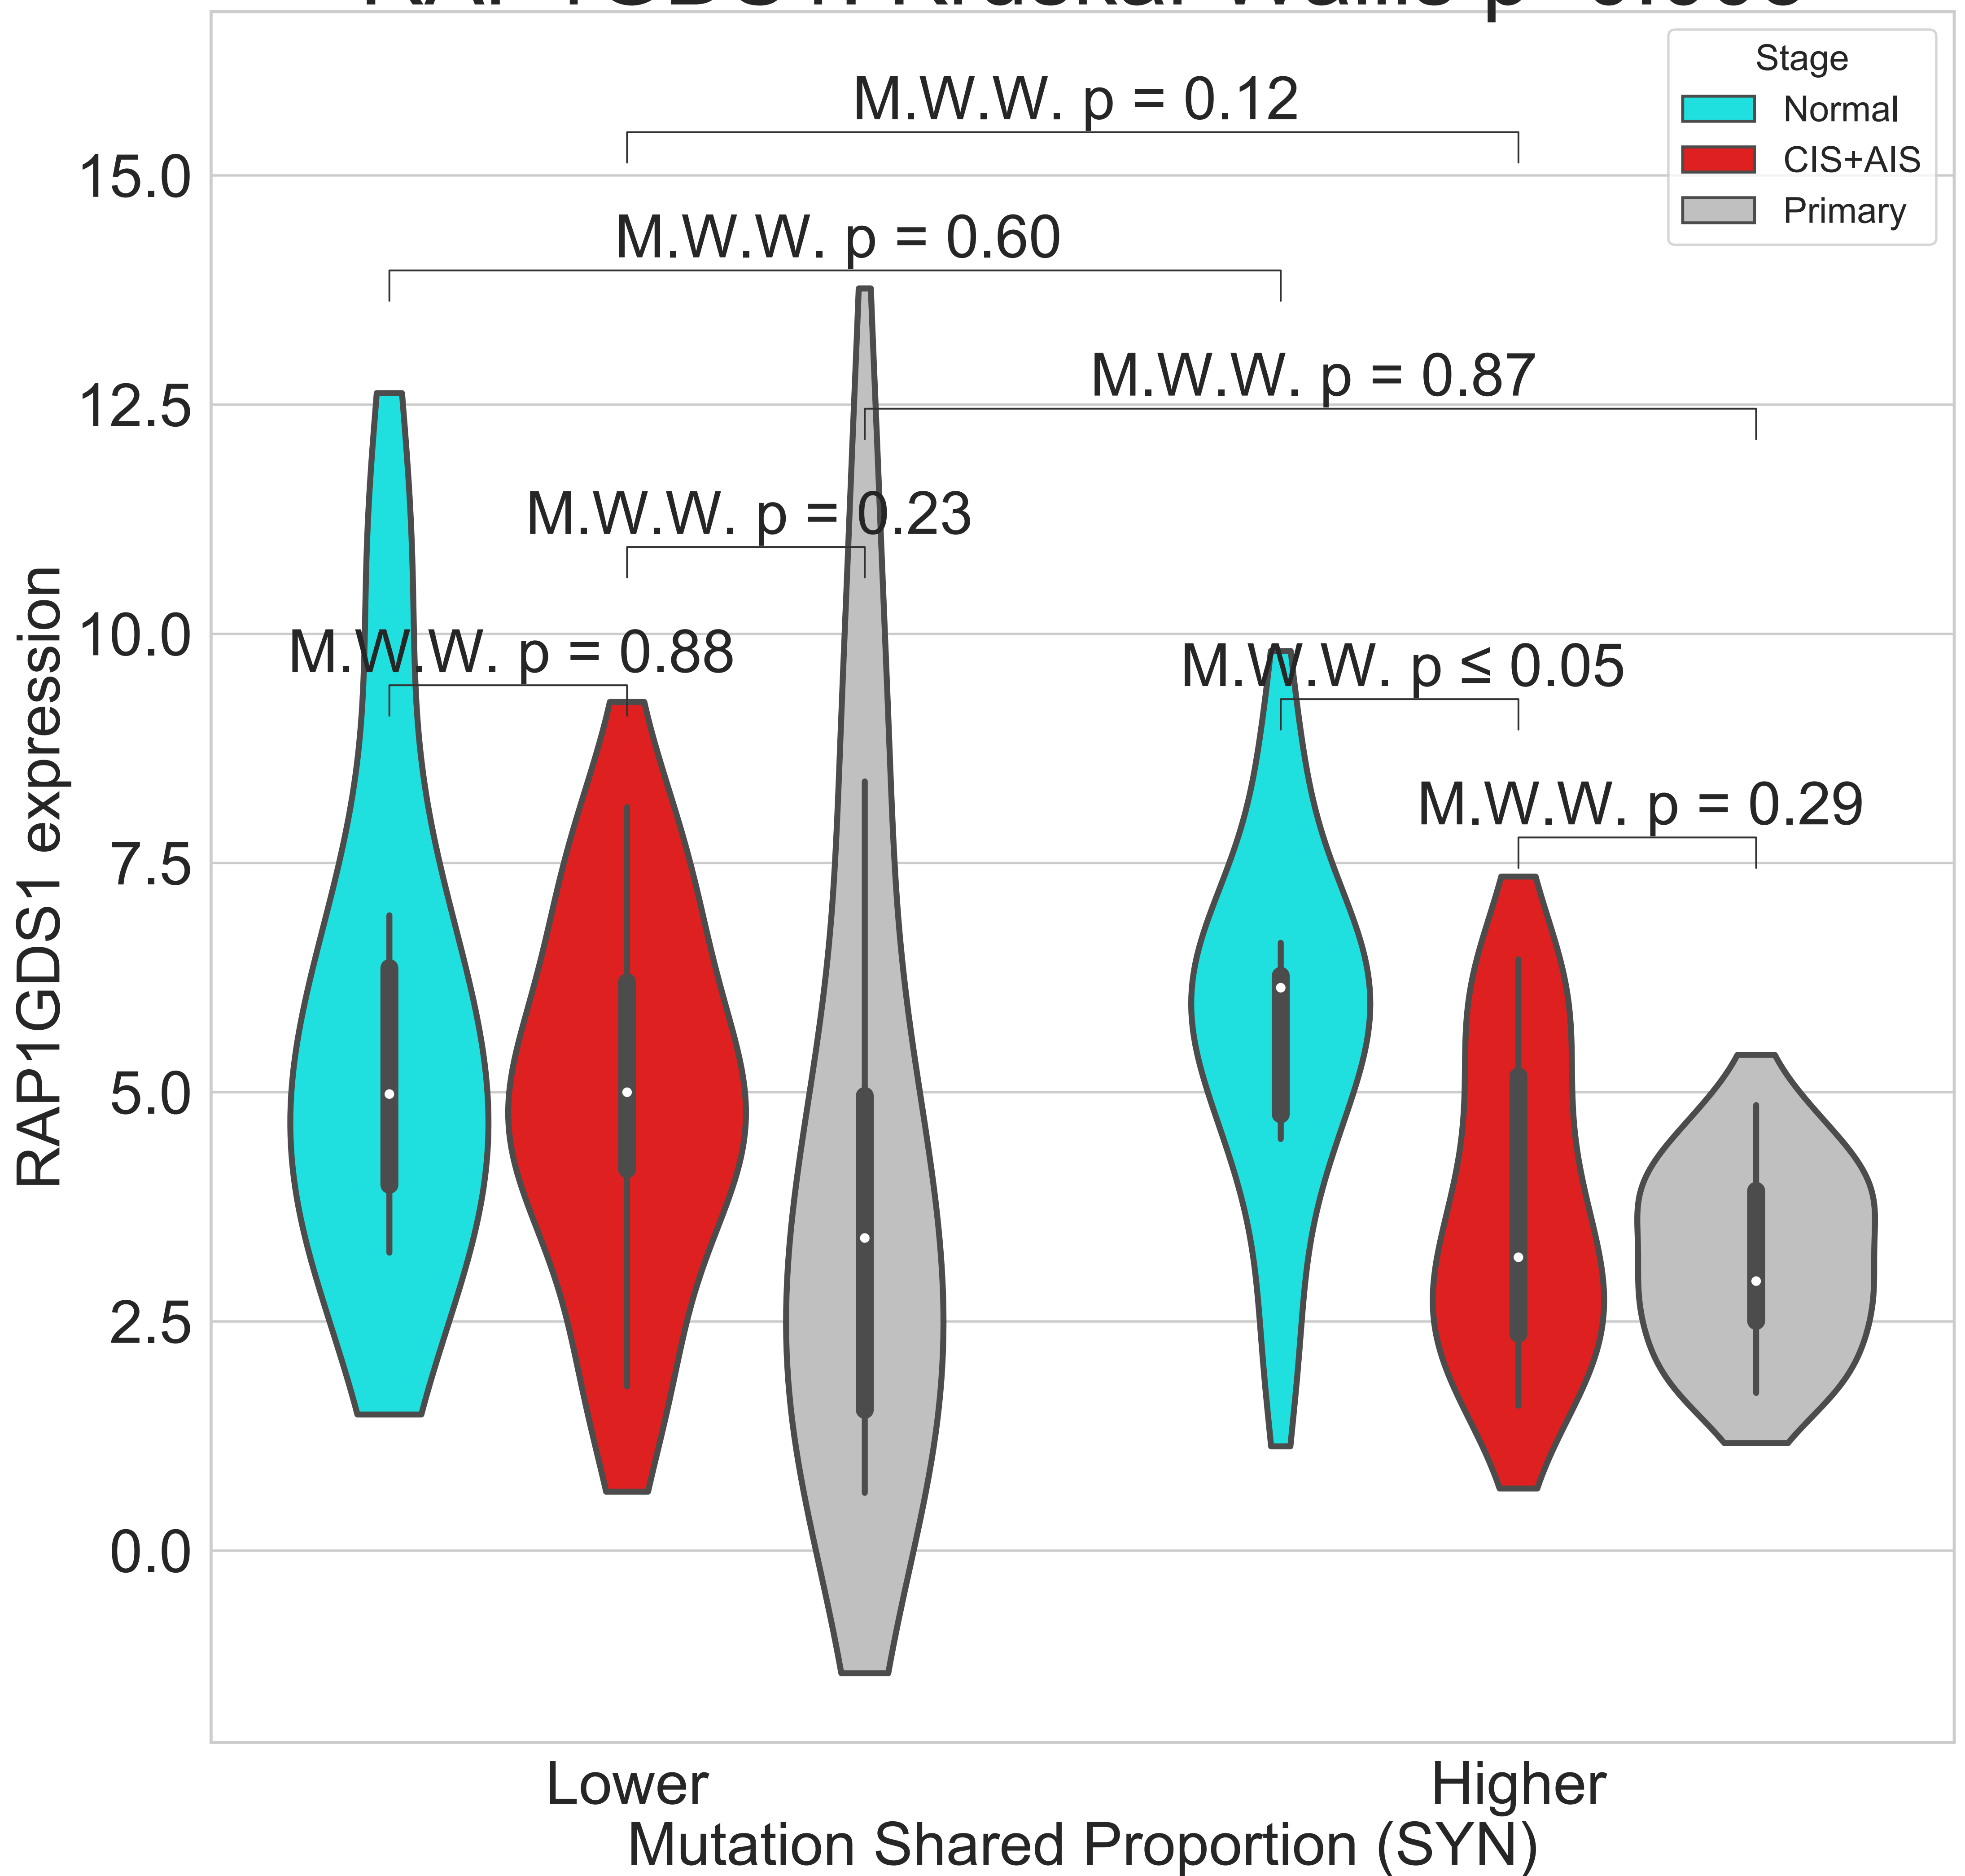 Stage
Normal
CIS+AIS
Primary
M.W.W. p = 0.12
M.W.W. p = 0.60
M.W.W. p = 0.87
M.W.W. p = 0.23
M.W.W. p = 0.88
M.W.W. p ≤ 0.05
M.W.W. p = 0.29
15.0
12.5
10.0
7.5
5.0
2.5
0.0
RAP1GDS1 expression
Lower
Higher
Mutation Shared Proportion (SYN)